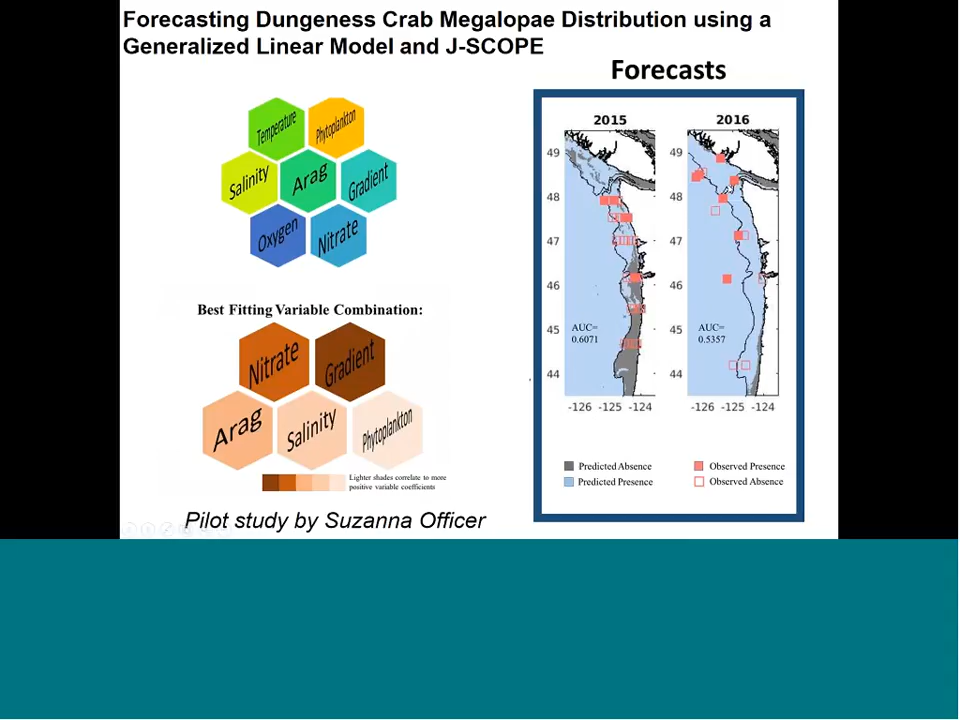 Forecasting Dungeness Crab Megalopae Distribution using a
Generalized Linear Model and J-SCOPE
Temperature
Phytoplankton
Salinity
Arag
Gradient
Oxygen
Nitrate
Best Fitting Variable Combination:
Nitrate
Gradient
Arag
Salinity
Phytoplankton
Lighter shades correlate to more
positive variable coefficients
Pilot study by Suzanna Officer
Forecasts
2015
49
48
47
46
45
44
AUC=
0.6071
-126 -125 -124
2016
49
48
47
46
45
44
AUC=
0.5357
-126 -125 -124
Predicted Absence
Predicted Presence
Observed Presence
Observed Absence